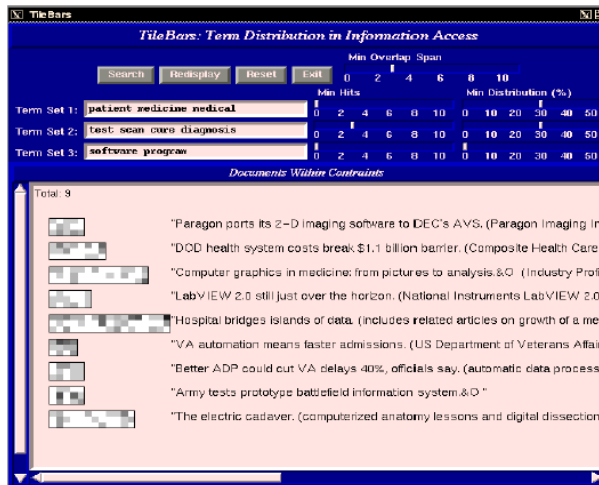 TileBars
TileBars: Term Distribution in Information Access
Min Overlap Span
Search Redisplay Reset Exit
0 2 4 6 8 10
Min Hits Min Distribution (%)
Term Set 1: patient medicine medical
0 2 4 6 8 10 0 10 20 30 40 50
Term Set 2: test scan cure diagnosis
0 2 4 6 8 10 0 10 20 30 40 50
Term Set 3: software program
0 2 4 6 8 10 0 10 20 30 40 50
Documents Within Contraints
Total: 9
"Paragon ports its 2-D imaging software to DEC's AVS. (Paragon Imaging In
"DOD health system costs break $1.1 billion barrier. (Composite Health Care
"Computer graphics in medicine: from pictures to analysis.&O (Industry Profi
"LabVIEW 2.0 still just over the horizon. (National Instruments LabVIEW 2.0
"Hospital bridges islands of data. (includes related articles on growth of a me
"VA automation means faster admissions. (US Department of Veterans Affai
"Better ADP could cut VA delays 40%, officials say. (automatic data process
"Army tests prototype battlefield information system.&O "
"The electric cadaver. (computerized anatomy lessons and digital dissection